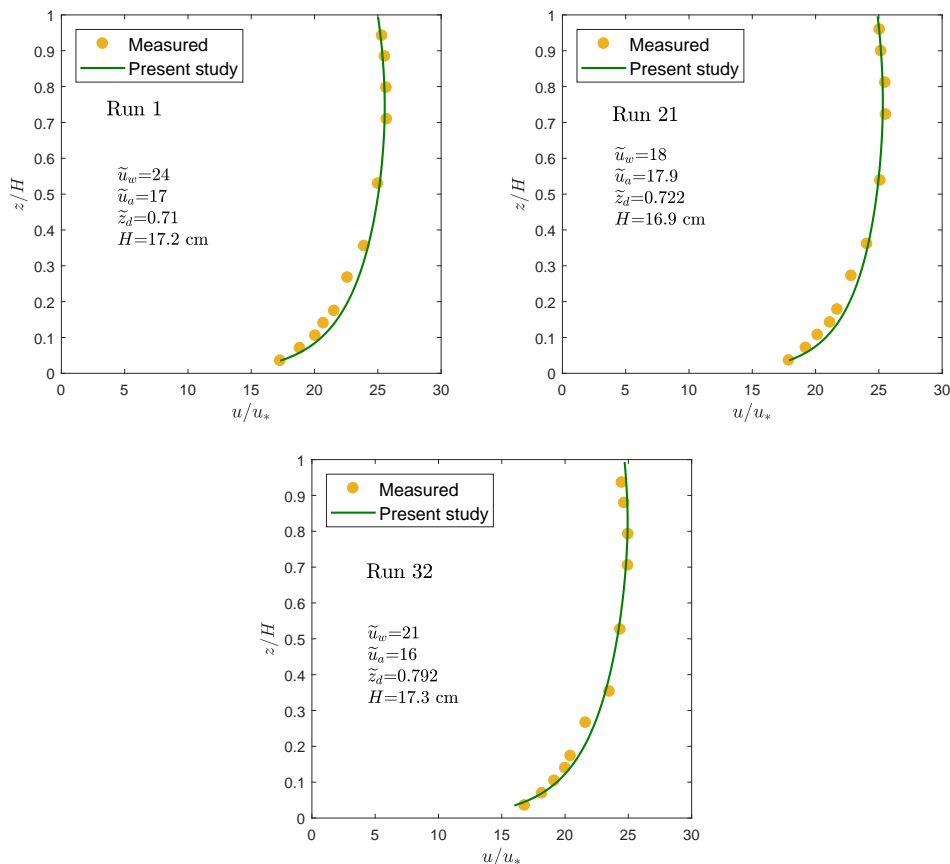 Measured
Present study
Run 1
ũ_w=24
ũ_a=17
z̃_d=0.71
H=17.2 cm
1
0.9
0.8
0.7
0.6
0.5
0.4
0.3
0.2
0.1
0
z/H
0 5 10 15 20 25 30
u/u_*
Measured
Present study
Run 21
ũ_w=18
ũ_a=17.9
z̃_d=0.722
H=16.9 cm
1
0.9
0.8
0.7
0.6
0.5
0.4
0.3
0.2
0.1
0
z/H
0 5 10 15 20 25 30
u/u_*
Measured
Present study
Run 32
ũ_w=21
ũ_a=16
z̃_d=0.792
H=17.3 cm
1
0.9
0.8
0.7
0.6
0.5
0.4
0.3
0.2
0.1
0
z/H
0 5 10 15 20 25 30
u/u_*